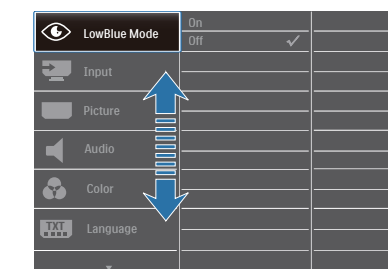 LowBlue Mode
On
Off
Input
Picture
Audio
Color
TXT
Language